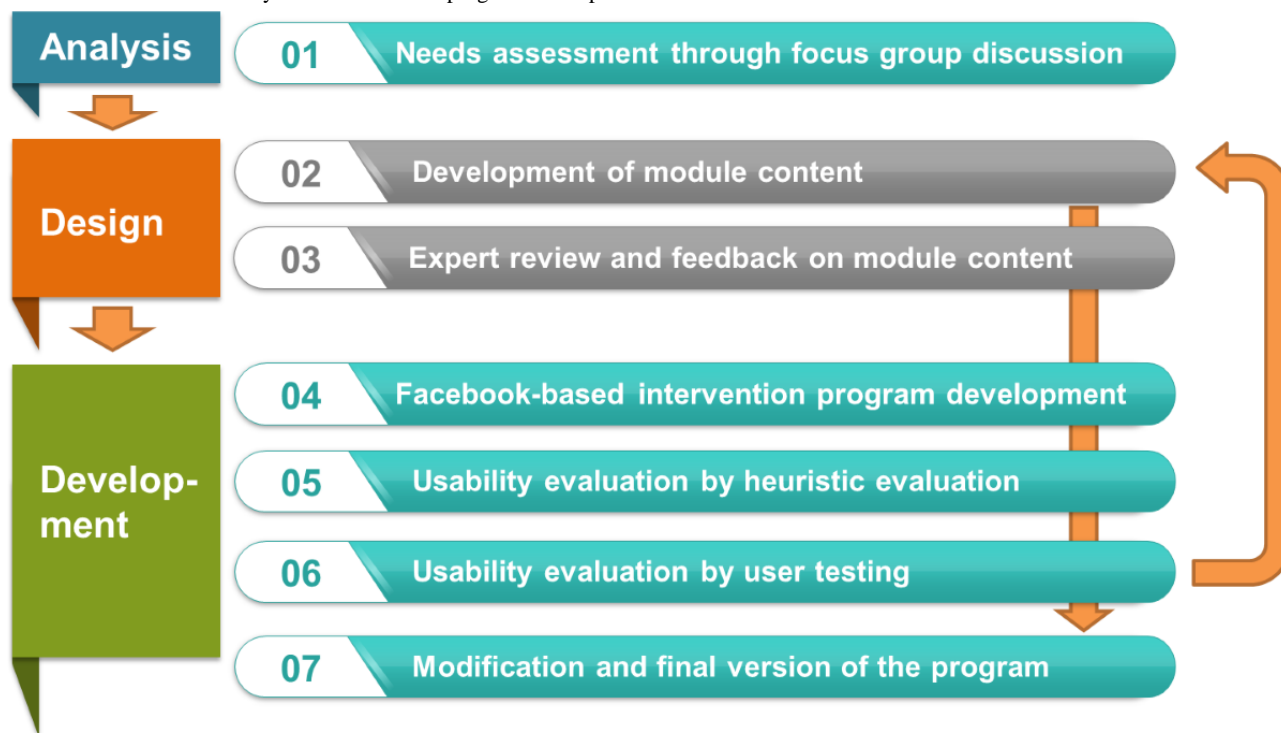 Analysis
01 Needs assessment through focus group discussion
Design
02 Development of module content
03 Expert review and feedback on module content
Develop-
ment
04 Facebook-based intervention program development
05 Usability evaluation by heuristic evaluation
06 Usability evaluation by user testing
07 Modification and final version of the program